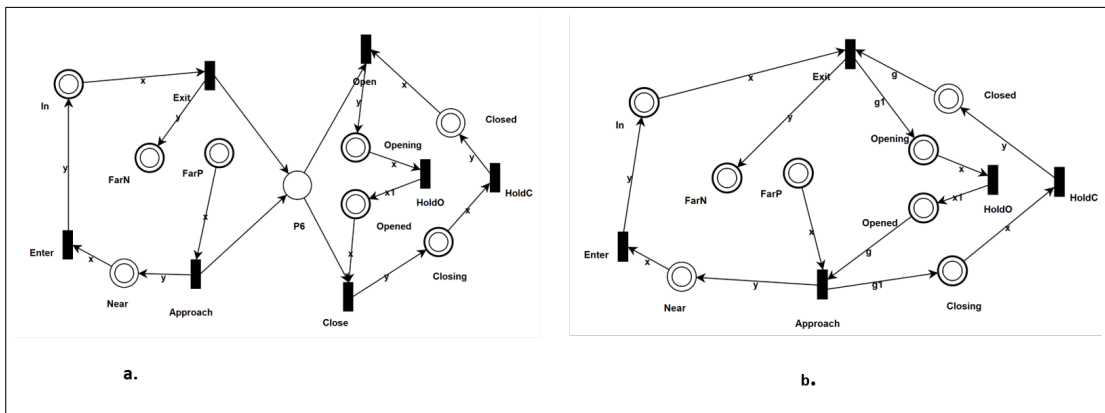 In
x
Exit
y
y
FarN
FarP
x
Enter
x
Near
y
Approach
P6
Open
y
x
Closed
Opening
x
y
HoldO
x1
HoldC
Opened
x
x
Closing
y
Close
a.
In
x
Exit
g
Closed
y
g1
y
Opening
x
y
FarN
FarP
x1
HoldO
HoldC
Opened
x
g
x
Enter
x
Near
y
g1
Closing
Approach
b.